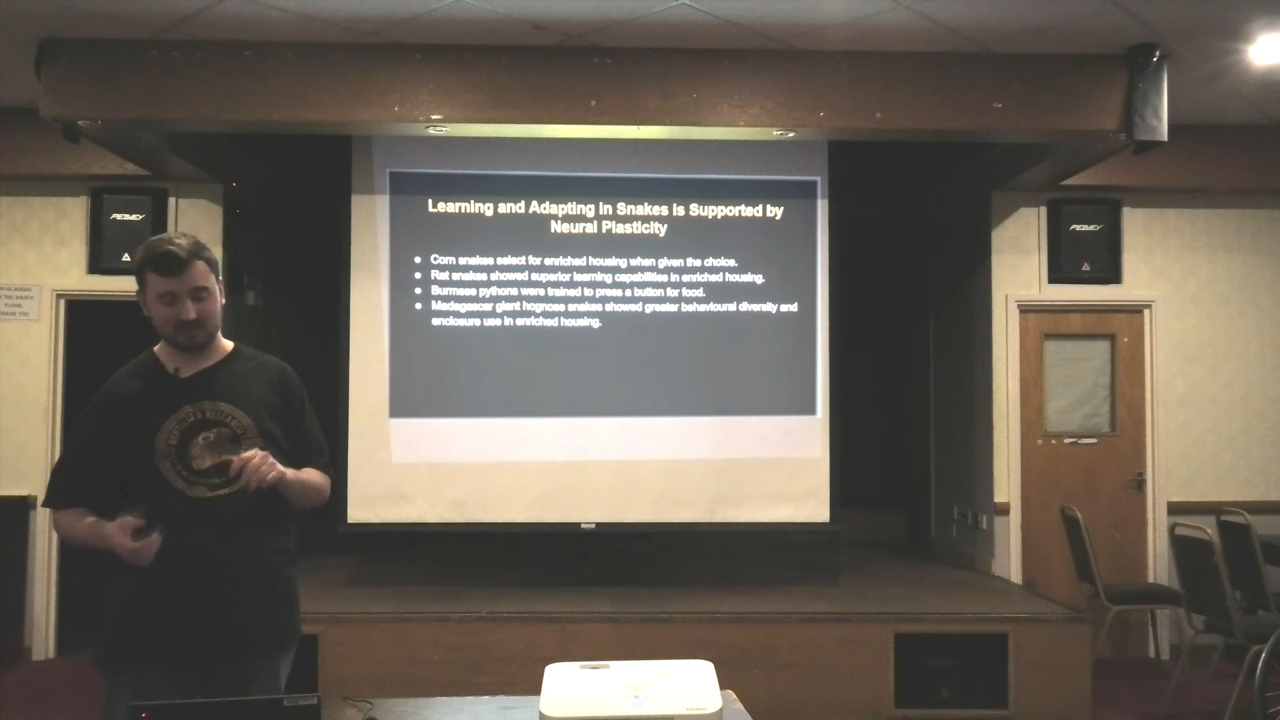 Learning and Adapting in Snakes is Supported by
Neural Plasticity
● Corn snakes select for enriched housing when given the choice.
● Rat snakes showed superior learning capabilities in enriched housing.
● Burmese pythons were trained to press a button for food.
● Madagascar giant hognose snakes showed greater behavioural diversity and
enclosure use in enriched housing.
PEAVEY
PEAVEY